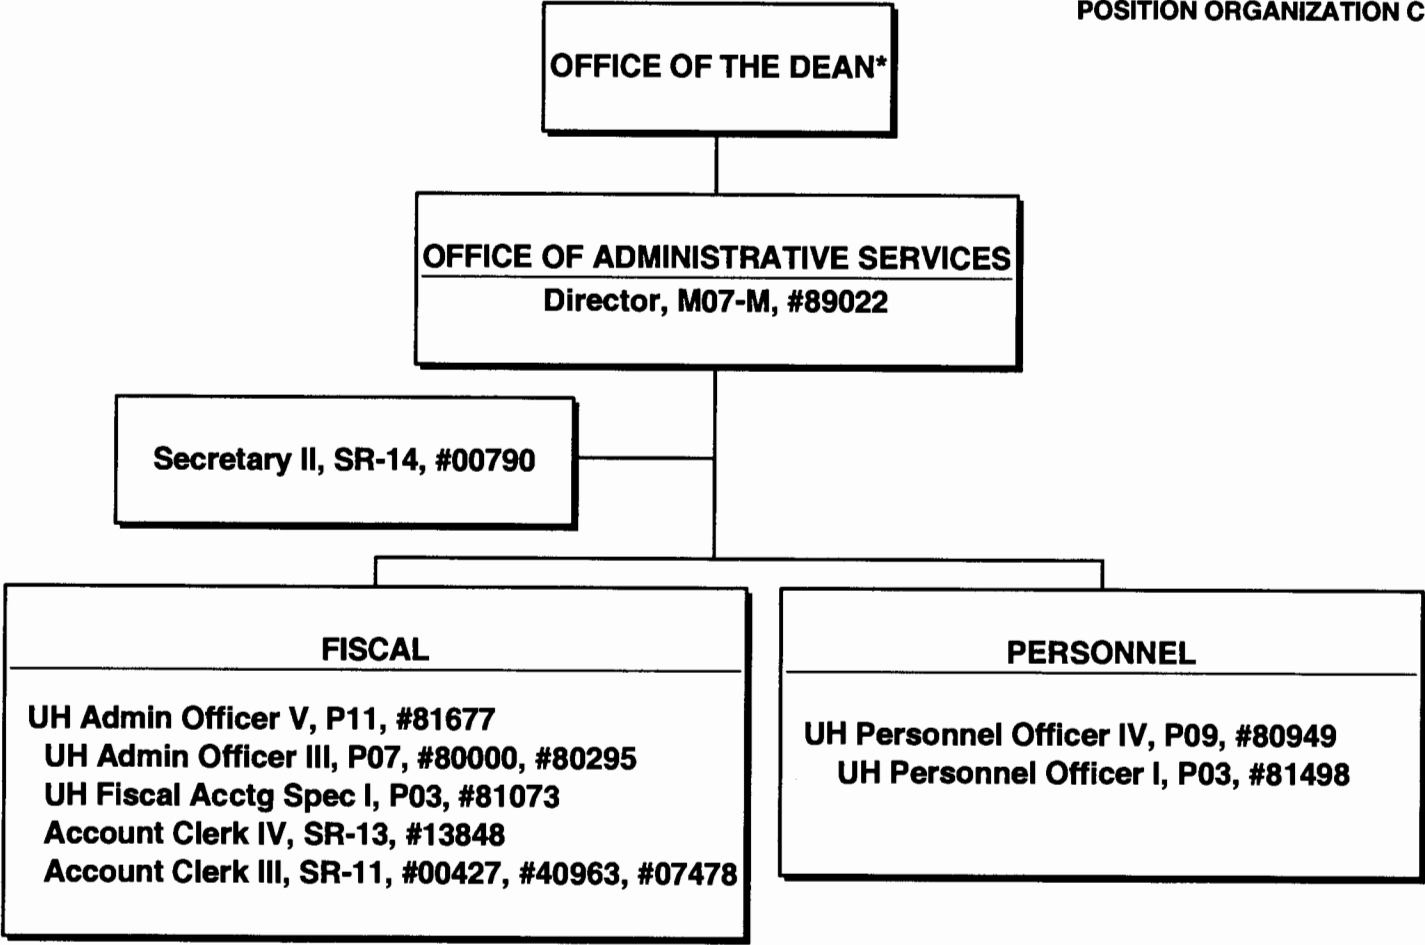 POSITION ORGANIZATION
OFFICE OF THE DEAN*
OFFICE OF ADMINISTRATIVE SERVICES
Director, M07-M, #89022
Secretary II, SR-14, #00790
FISCAL
UH Admin Officer V, P11, #81677
UH Admin Officer III, P07, #80000, #80295
UH Fiscal Acctg Spec I, P03, #81073
Account Clerk IV, SR-13, #13848
Account Clerk III, SR-11, #00427, #40963, #07478
PERSONNEL
UH Personnel Officer IV, P09, #80949
UH Personnel Officer I, P03, #81498